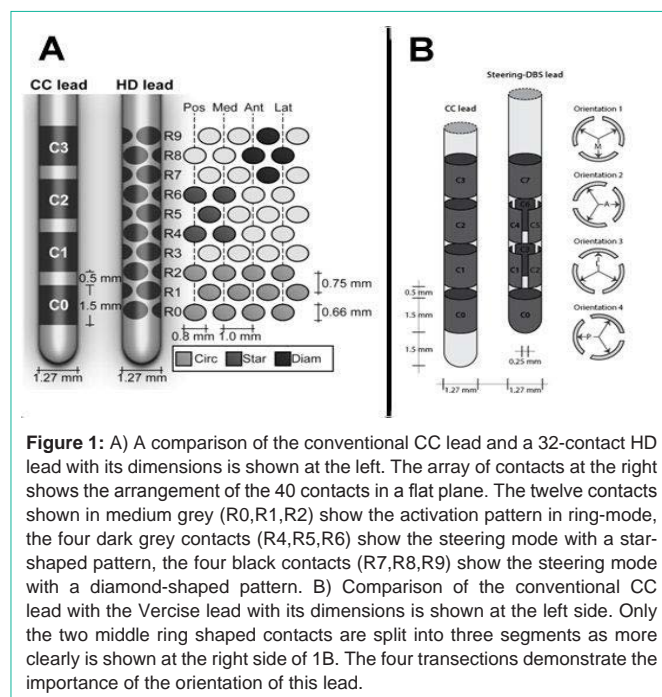 A
CC lead HD lead
Pos Med Ant Lat
C3
C2
C1
C0
R9
R8
R7
R6
R5
R4
R3
R2
R1
R0
0.5 mm
1.5 mm
1.27 mm 1.27 mm
0.75 mm
0.66 mm
0.8 mm 1.0 mm
Circ Star Diam
B
Steering-DBS lead
CC lead
C3
C2
C1
C0
C7
C5
C1
C2
C0
0.5 mm
1.5 mm
1.5 mm
0.25 mm
1.27 mm 1.27 mm
Orientation 1
M
Orientation 2
A
Orientation 3
Orientation 4
P
Figure 1: A) A comparison of the conventional CC lead and a 32-contact HD
lead with its dimensions is shown at the left. The array of contacts at the right
shows the arrangement of the 40 contacts in a flat plane. The twelve contacts
shown in medium grey (R0,R1,R2) show the activation pattern in ring-mode,
the four dark grey contacts (R4,R5,R6) show the steering mode with a star-
shaped pattern, the four black contacts (R7,R8,R9) show the steering mode
with a diamond-shaped pattern. B) Comparison of the conventional CC
lead with the Vercise lead with its dimensions is shown at the left side. Only
the two middle ring shaped contacts are split into three segments as more
clearly is shown at the right side of 1B. The four transections demonstrate the
importance of the orientation of this lead.